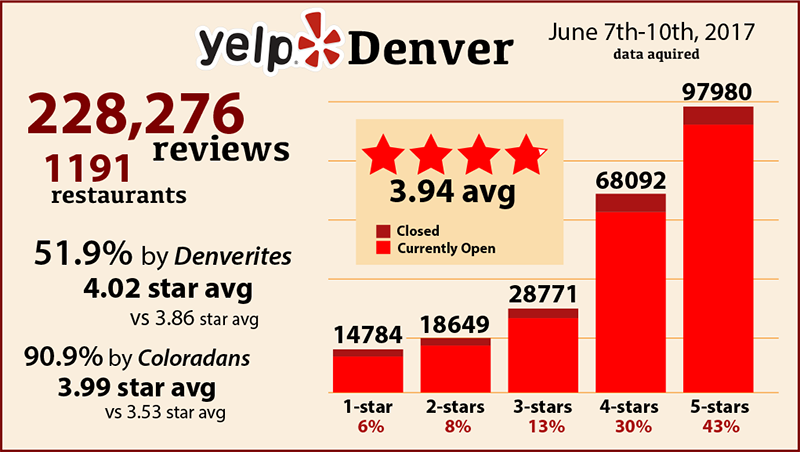 yelp Denver
June 7th-10th, 2017
data aquired
228,276
reviews
1191
restaurants
51.9% by Denverites
4.02 star avg
vs 3.86 star avg
90.9% by Coloradans
3.99 star avg
vs 3.53 star avg
3.94 avg
Closed
Currently Open
14784
18649
28771
68092
97980
1-star 2-stars 3-stars 4-stars 5-stars
6% 8% 13% 30% 43%